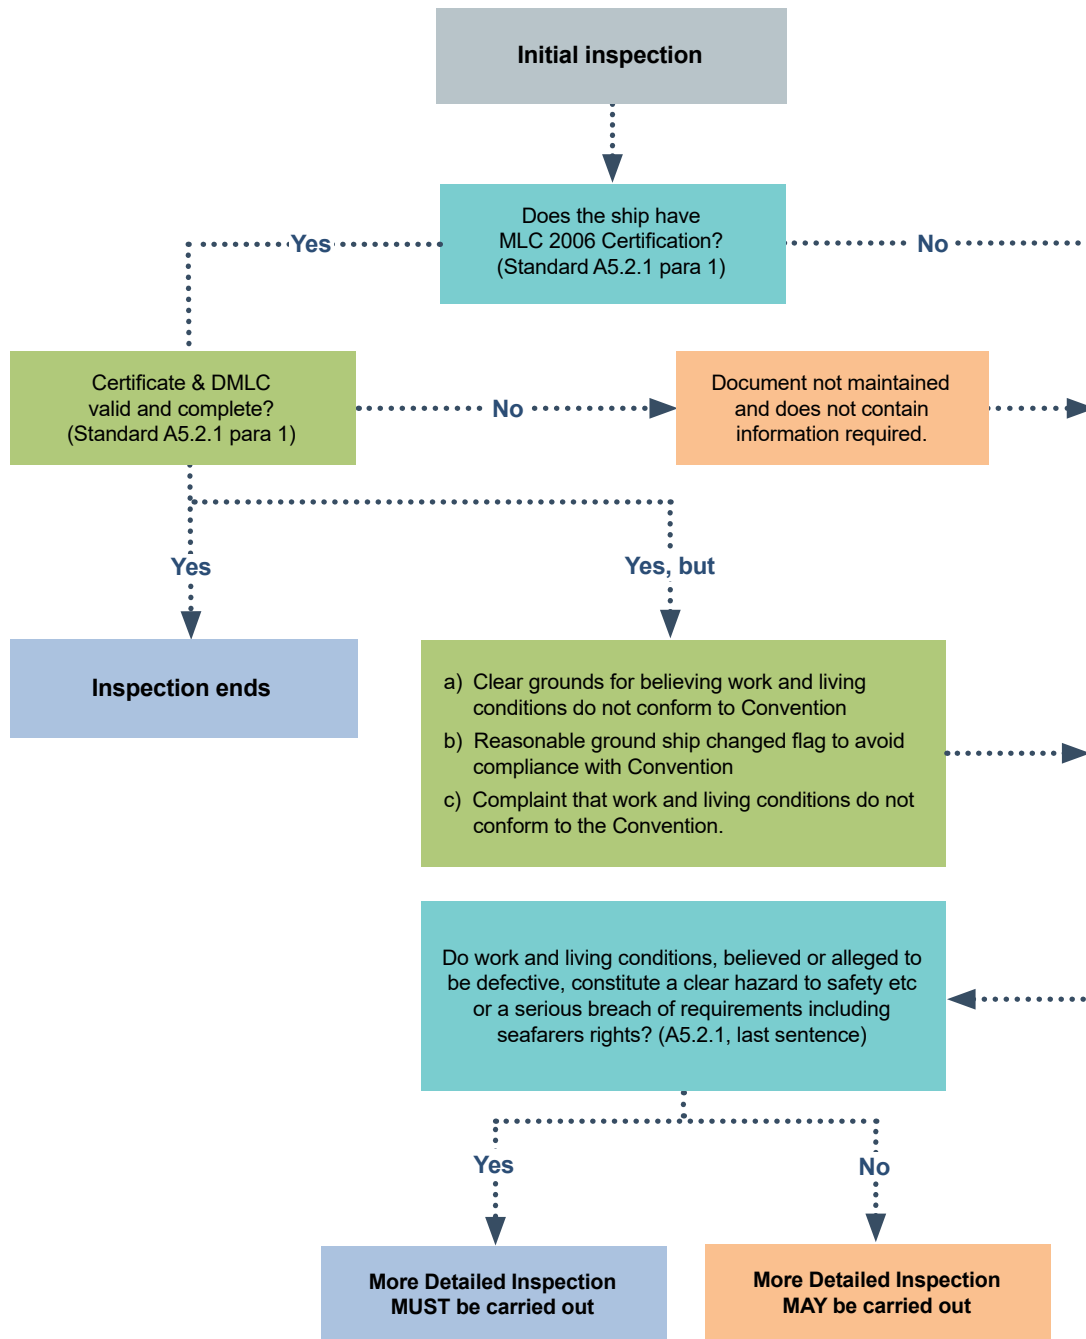 Initial inspection
Does the ship have
MLC 2006 Certification?
(Standard A5.2.1 para 1)
Yes
No
Certificate & DMLC
valid and complete?
(Standard A5.2.1 para 1)
No
Document not maintained
and does not contain
information required.
Yes
Yes, but
Inspection ends
a) Clear grounds for believing work and living
conditions do not conform to Convention
b) Reasonable ground ship changed flag to avoid
compliance with Convention
c) Complaint that work and living conditions do not
conform to the Convention.
Do work and living conditions, believed or alleged to
be defective, constitute a clear hazard to safety etc
or a serious breach of requirements including
seafarers rights? (A5.2.1, last sentence)
Yes
No
More Detailed Inspection
MUST be carried out
More Detailed Inspection
MAY be carried out